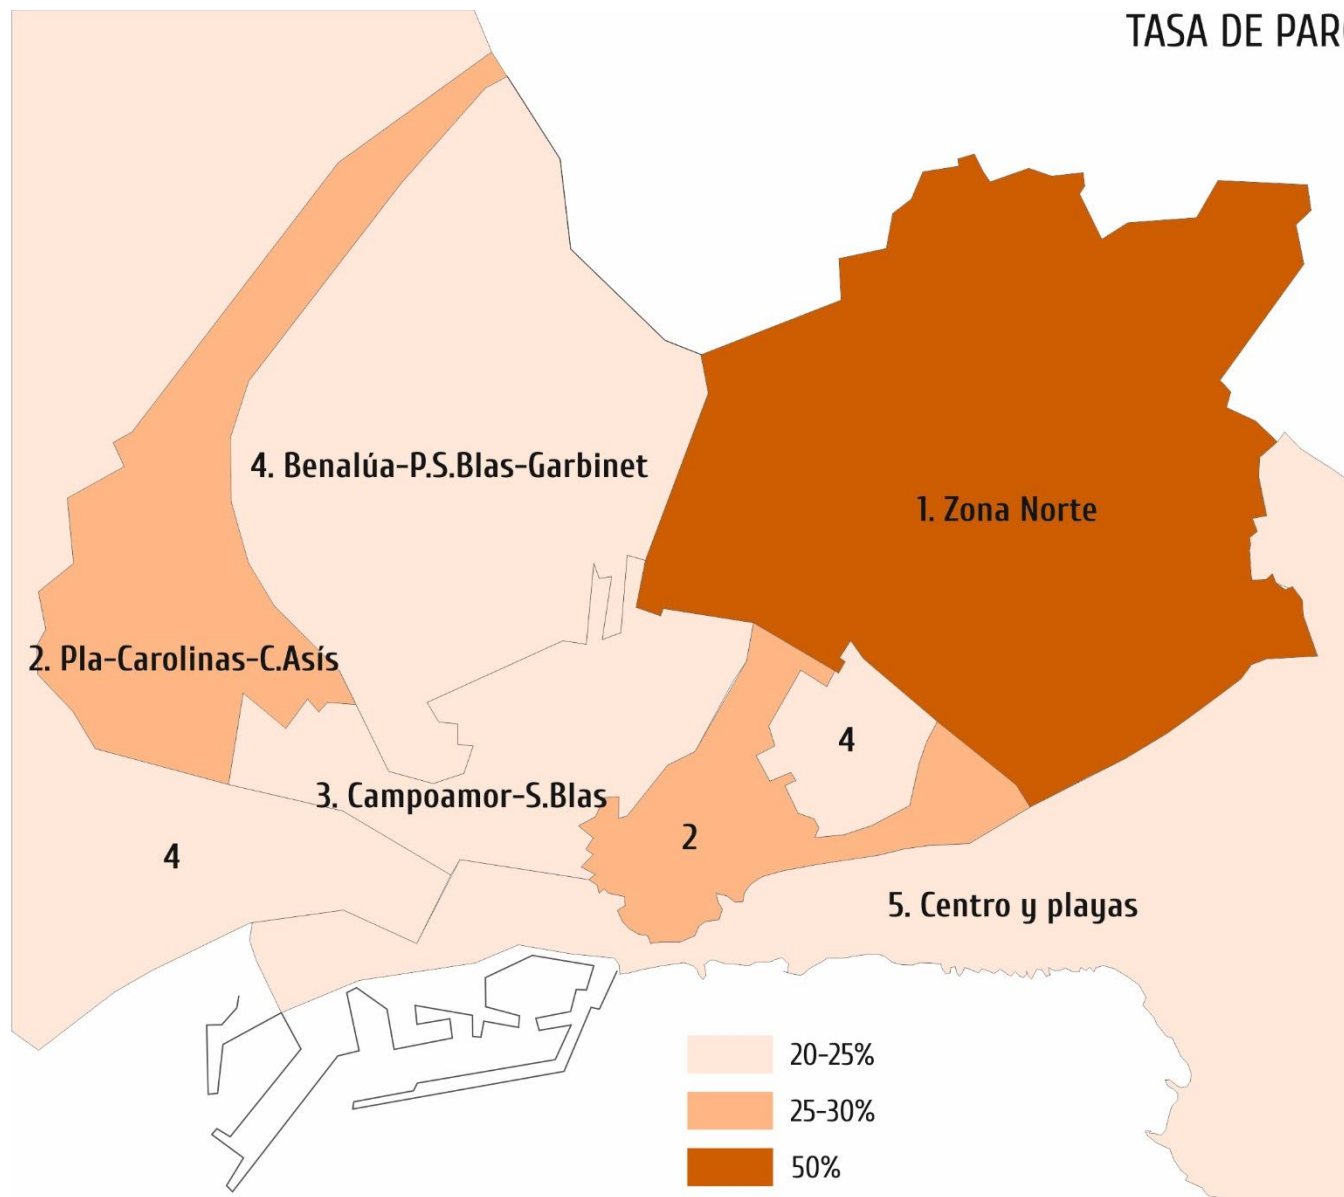 TASA DE PAR
4. Benalúa-P.S.Blas-Garbinet
1. Zona Norte
2. Pla-Carolinas-C.Asís
4
3. Campoamor-S.Blas
2
4
5. Centro y playas
20-25%
25-30%
50%